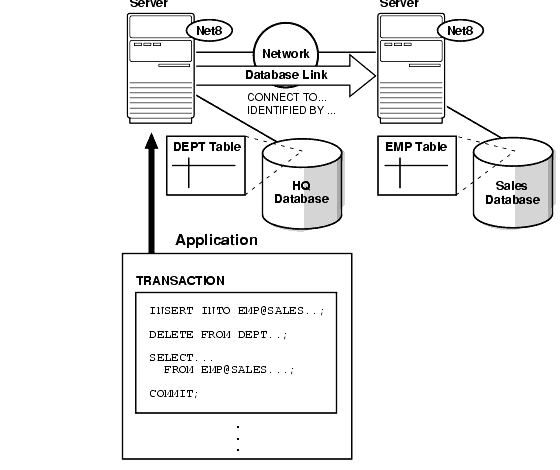 Server
Server
Net8
Net8
Network
Database Link
CONNECT TO...
IDENTIFIED BY ...
DEPT Table
EMP Table
HQ
Database
Sales
Database
Application
TRANSACTION
INSERT INTO EMP@SALES..;
DELETE FROM DEPT..;
SELECT...
FROM EMP@SALES...;
COMMIT;
.
.
.